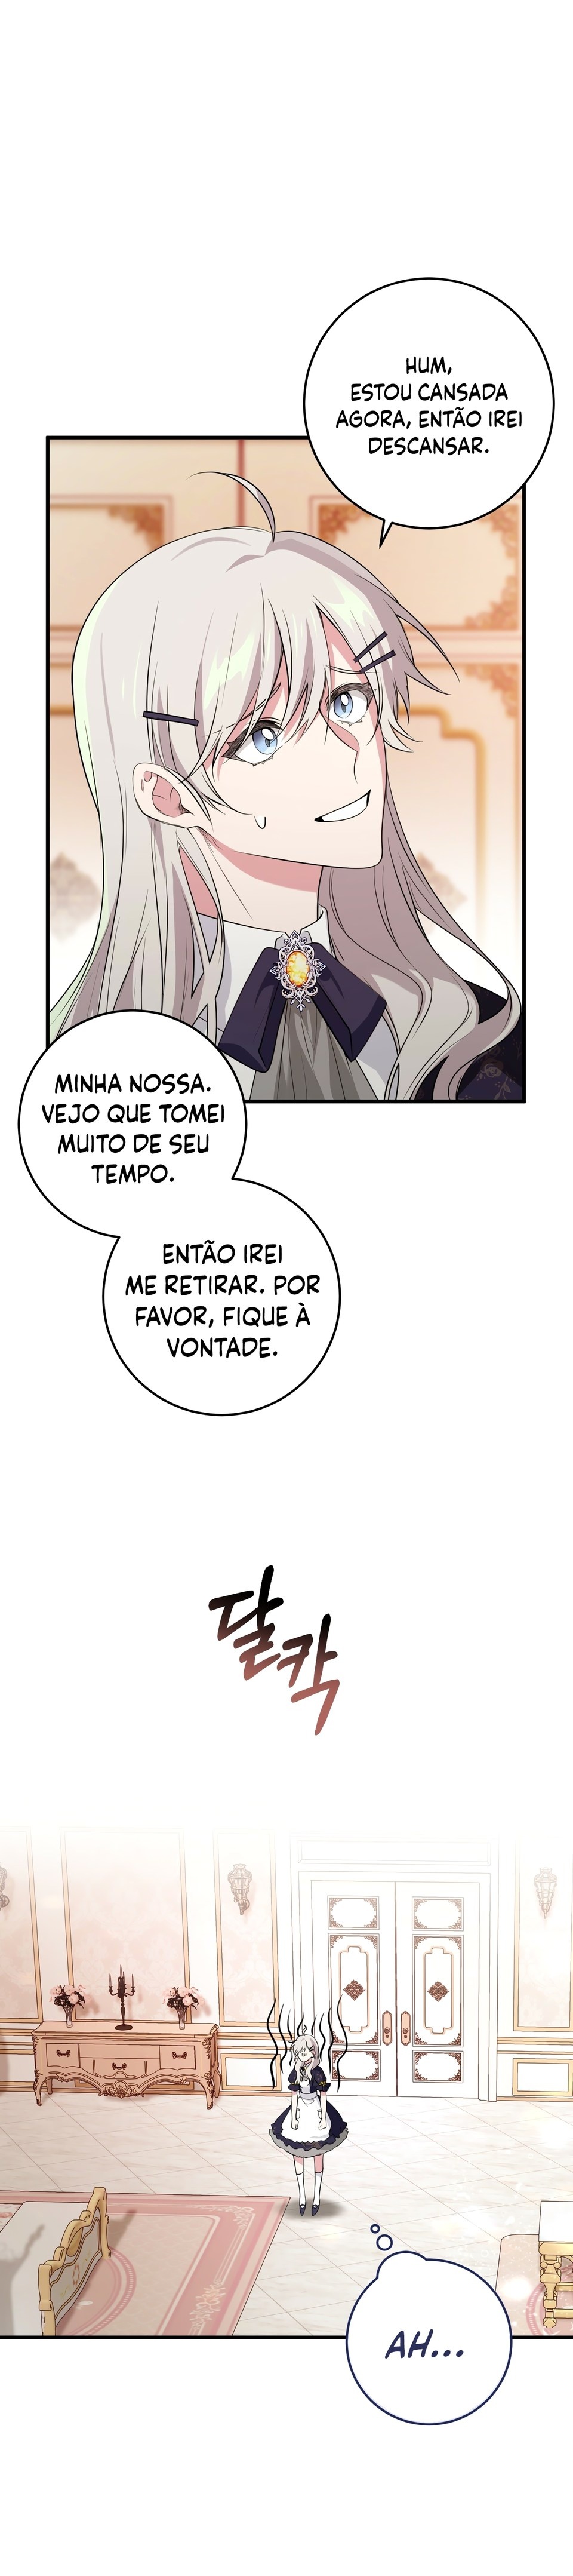 HUM,
ESTOU CANSADA
AGORA, ENTÃO IREI
DESCANSAR.
MINHA NOSSA.
VEJO QUE TOMEI
MUITO DE SEU
TEMPO.
ENTÃO IREI
ME RETIRAR. POR
FAVOR, FIQUE À
VONTADE.
달칵
AH...